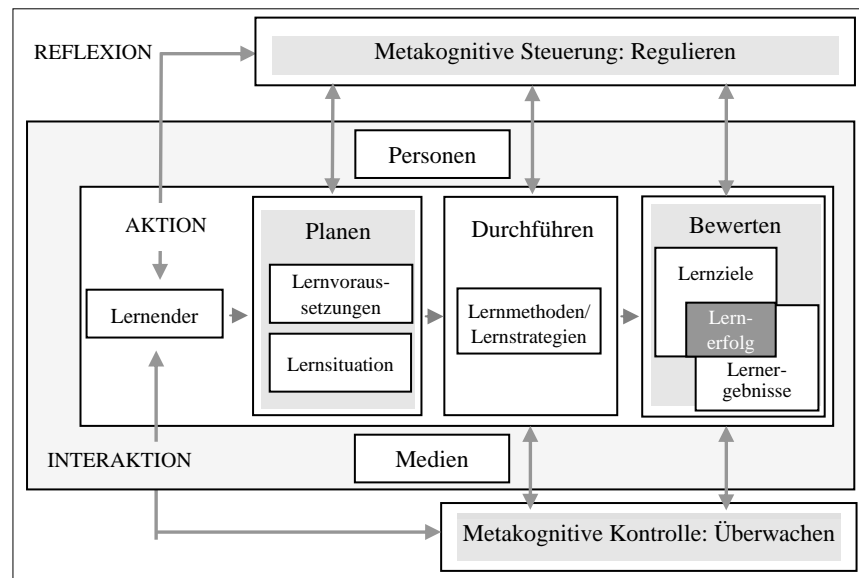 REFLEXION
Metakognitive Steuerung: Regulieren
Personen
AKTION
Lernender
Planen
Lernvoraus-
setzungen
Lernsituation
Durchführen
Lernmethoden/
Lernstrategien
Bewerten
Lernziele
Lern-
erfolg
Lerner-
gebnisse
INTERAKTION
Medien
Metakognitive Kontrolle: Überwachen